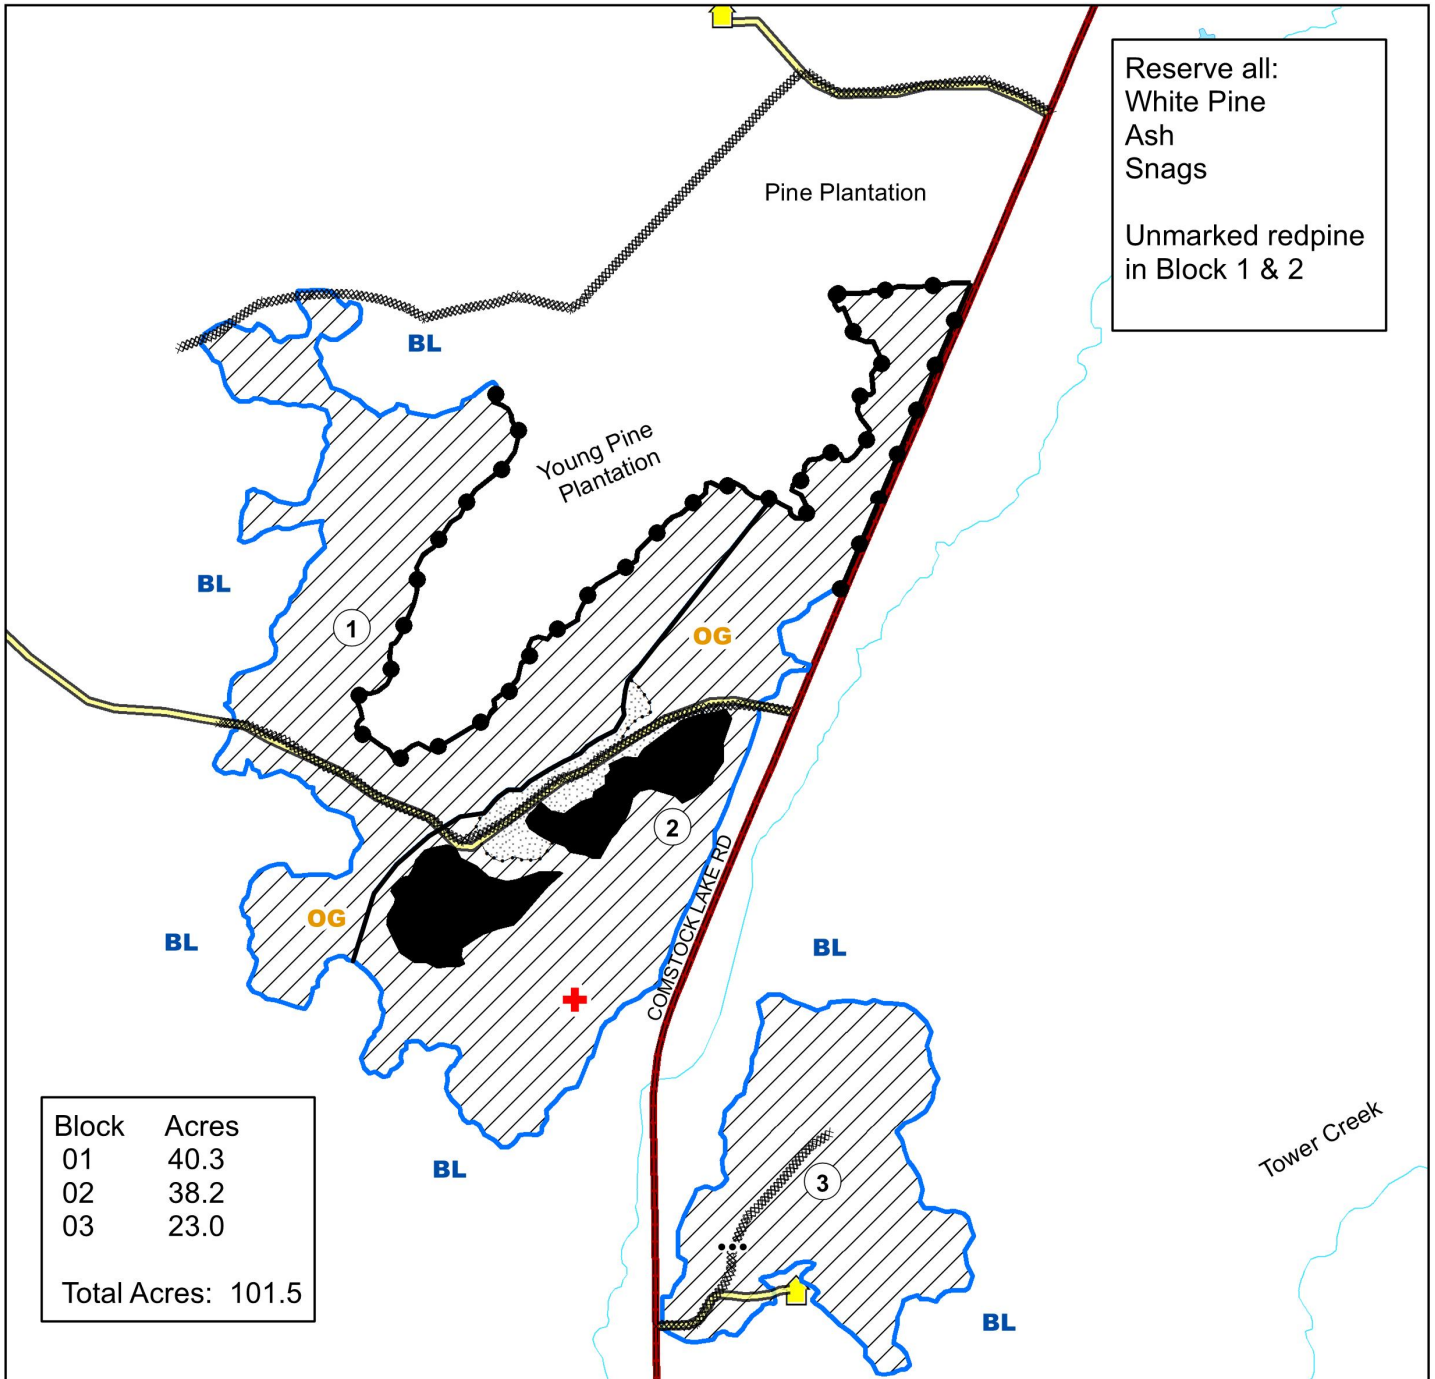 Reserve all:
White Pine
Ash
Snags
Unmarked redpine
in Block 1 & 2
Pine Plantation
BL
Young Pine
Plantation
BL
1
OG
2
COMSTOCK LAKE RD
OG
BL
BL
BL
3
Tower Creek
BL
Block Acres
01 40.3
02 38.2
03 23.0
Total Acres: 101.5